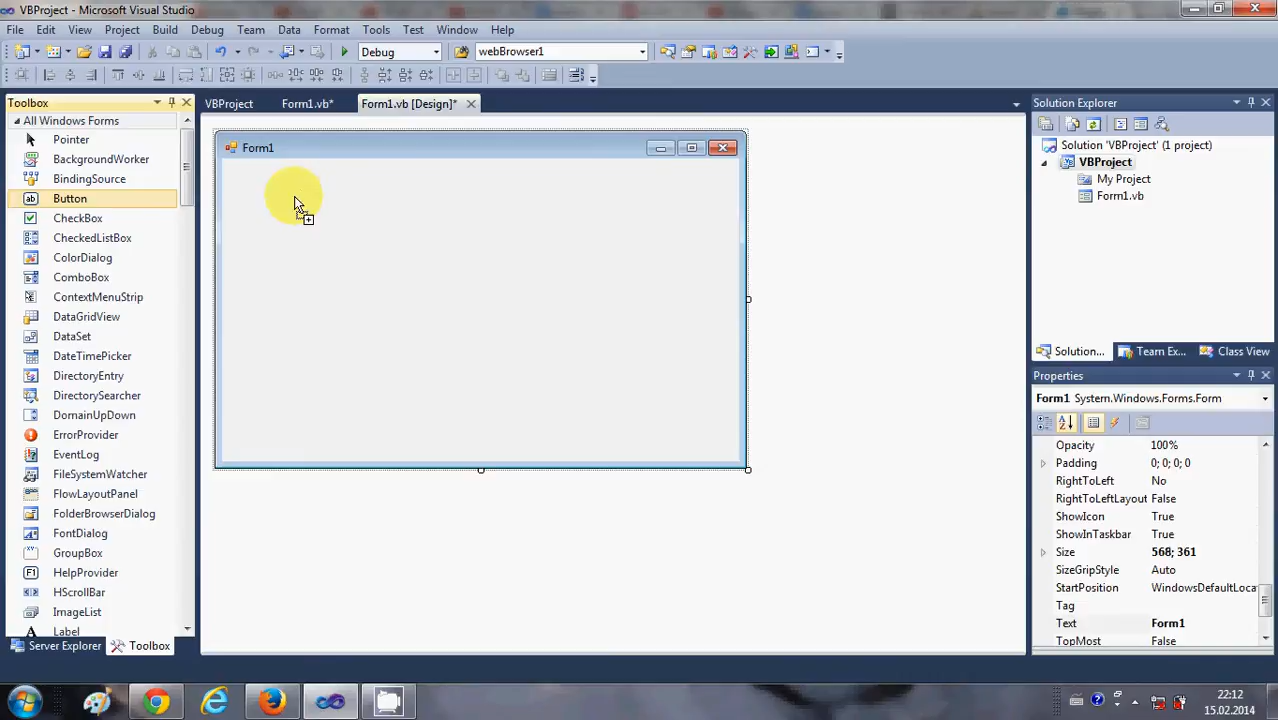 VBProject - Microsoft Visual Studio
File Edit View Project Build Debug Team Data Format Tools Test Window Help
Debug webBrowser1
Toolbox
VBProject Form1.vb* Form1.vb [Design]*
Solution Explorer
All Windows Forms
Pointer
BackgroundWorker
BindingSource
Button
CheckBox
CheckedListBox
ColorDialog
ComboBox
ContextMenuStrip
DataGridView
DataSet
DateTimePicker
DirectoryEntry
DirectorySearcher
DomainUpDown
ErrorProvider
EventLog
FileSystemWatcher
FlowLayoutPanel
FolderBrowserDialog
FontDialog
GroupBox
HelpProvider
HScrollBar
ImageList
Label
Server Explorer Toolbox
Form1
Solution 'VBProject' (1 project)
VBProject
My Project
Form1.vb
Solution... Team Ex... Class View
Properties
Form1 System.Windows.Forms.Form
Opacity 100%
Padding 0; 0; 0; 0
RightToLeft No
RightToLeftLayout False
ShowIcon True
ShowInTaskbar True
Size 568; 361
SizeGripStyle Auto
StartPosition WindowsDefaultLoca
Tag
Text Form1
TopMost False
22:12
15.02.2014